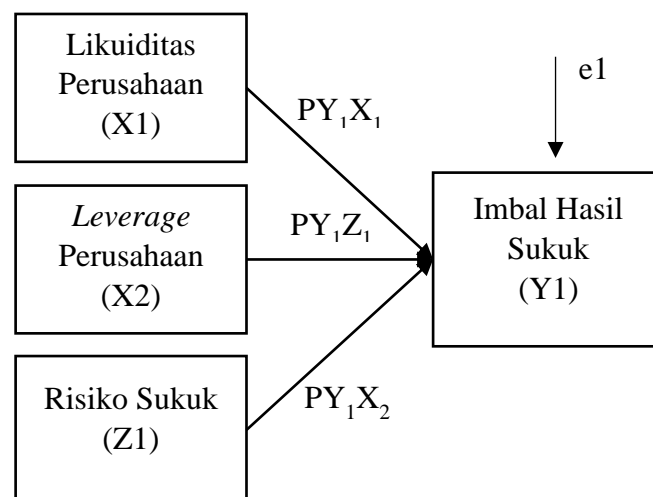 Likuiditas
Perusahaan
(X1)
e1
PY₁X₁
Leverage
Perusahaan
(X2)
PY₁Z₁
Imbal Hasil
Sukuk
(Y1)
Risiko Sukuk
(Z1)
PY₁X₂